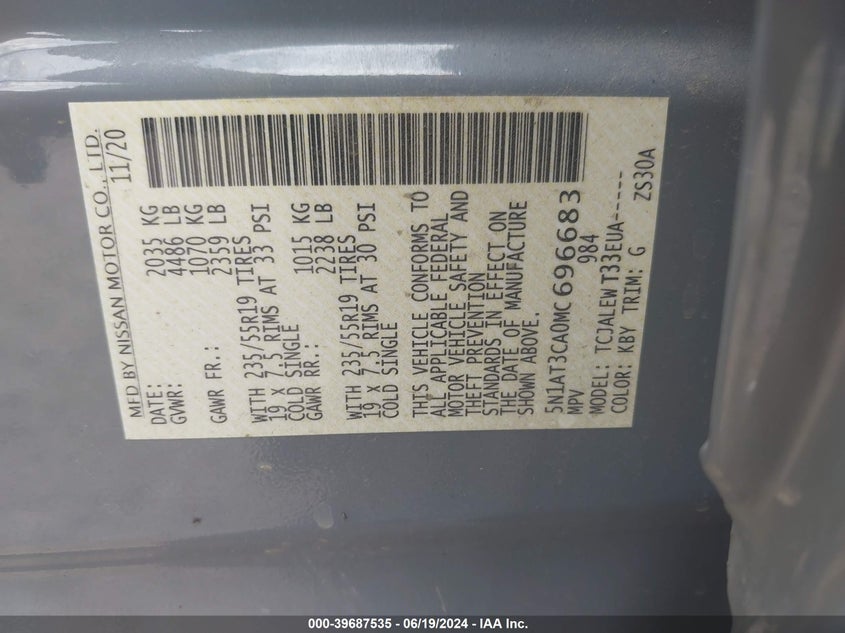 MFD BY NISSAN MOTOR CO., LTD.
DATE: 11/20
GVWR: 2035 KG
4486 LB
GAWR FR.: 1070 KG
2359 LB
WITH 235/55R19 TIRES
19 X 7.5 RIMS AT 33 PSI
COLD SINGLE
GAWR RR.: 1015 KG
2238 LB
WITH 235/55R19 TIRES
19 X 7.5 RIMS AT 30 PSI
COLD SINGLE
THIS VEHICLE CONFORMS TO
ALL APPLICABLE FEDERAL
MOTOR VEHICLE SAFETY AND
THEFT PREVENTION
STANDARDS IN EFFECT ON
THE DATE OF MANUFACTURE
SHOWN ABOVE.
5N1AT3CA0MC696683
MPV 984
MODEL: TCJALEWT33EUA-----
COLOR: KBY TRIM: G ZS30A
000-39687535 - 06/19/2024 - IAAI Inc.